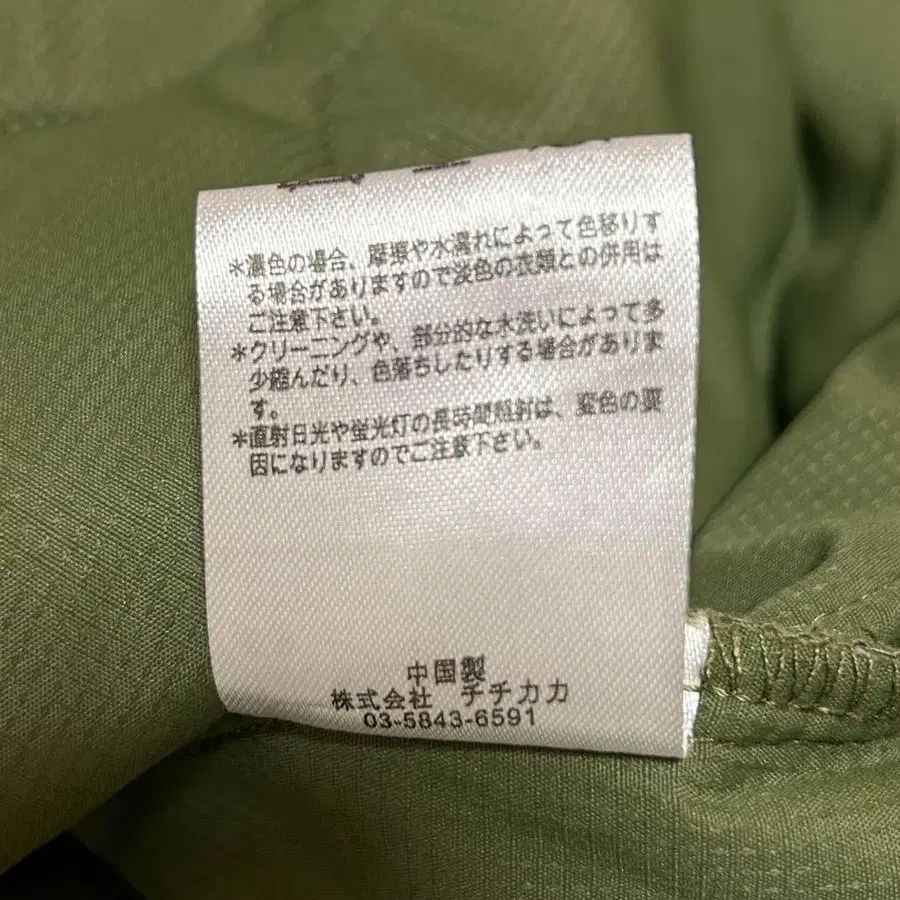 ＊濃色の場合、摩擦や水濡れによって色移りす
る場合がありますので淡色の衣類との併用は
ご注意下さい。
＊クリーニングや、部分的な水洗いによって多
少縮んだり、色落ちしたりする場合がありま
す。
＊直射日光や蛍光灯の長時間照射は、変色の要
因になりますのでご注意下さい。
中国製
株式会社 チチカカ
03-5843-6591